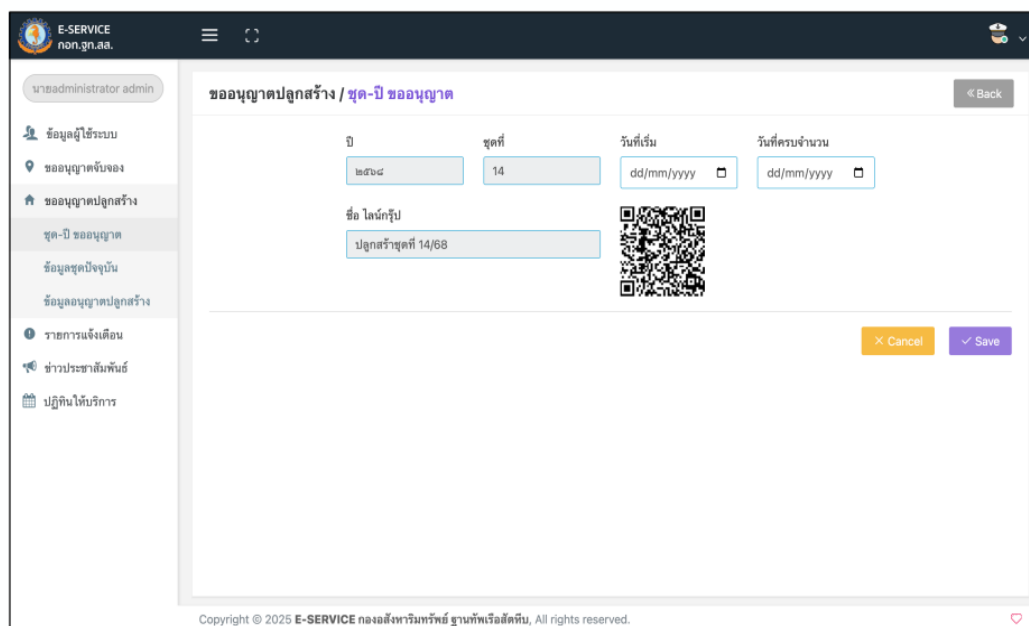 E-SERVICE
กอท.ฐท.สส.
นายadministrator admin
ข้อมูลผู้ใช้ระบบ
ขออนุญาตจับจอง
ขออนุญาตปลูกสร้าง
ชุด-ปี ขออนุญาต
ข้อมูลชุดปัจจุบัน
ข้อมูลอนุญาตปลูกสร้าง
รายการแจ้งเตือน
ข่าวประชาสัมพันธ์
ปฏิทินให้บริการ
ขออนุญาตปลูกสร้าง / ชุด-ปี ขออนุญาต
Back
ปี
ชุดที่
วันที่เริ่ม
วันที่ครบจำนวน
๒๕๖๘
14
dd/mm/yyyy
dd/mm/yyyy
ชื่อ ไลน์กรุ๊ป
ปลูกสร้าชุดที่ 14/68
Cancel
Save
Copyright © 2025 E-SERVICE กองอสังหาริมทรัพย์ ฐานทัพเรือสัตหีบ, All rights reserved.